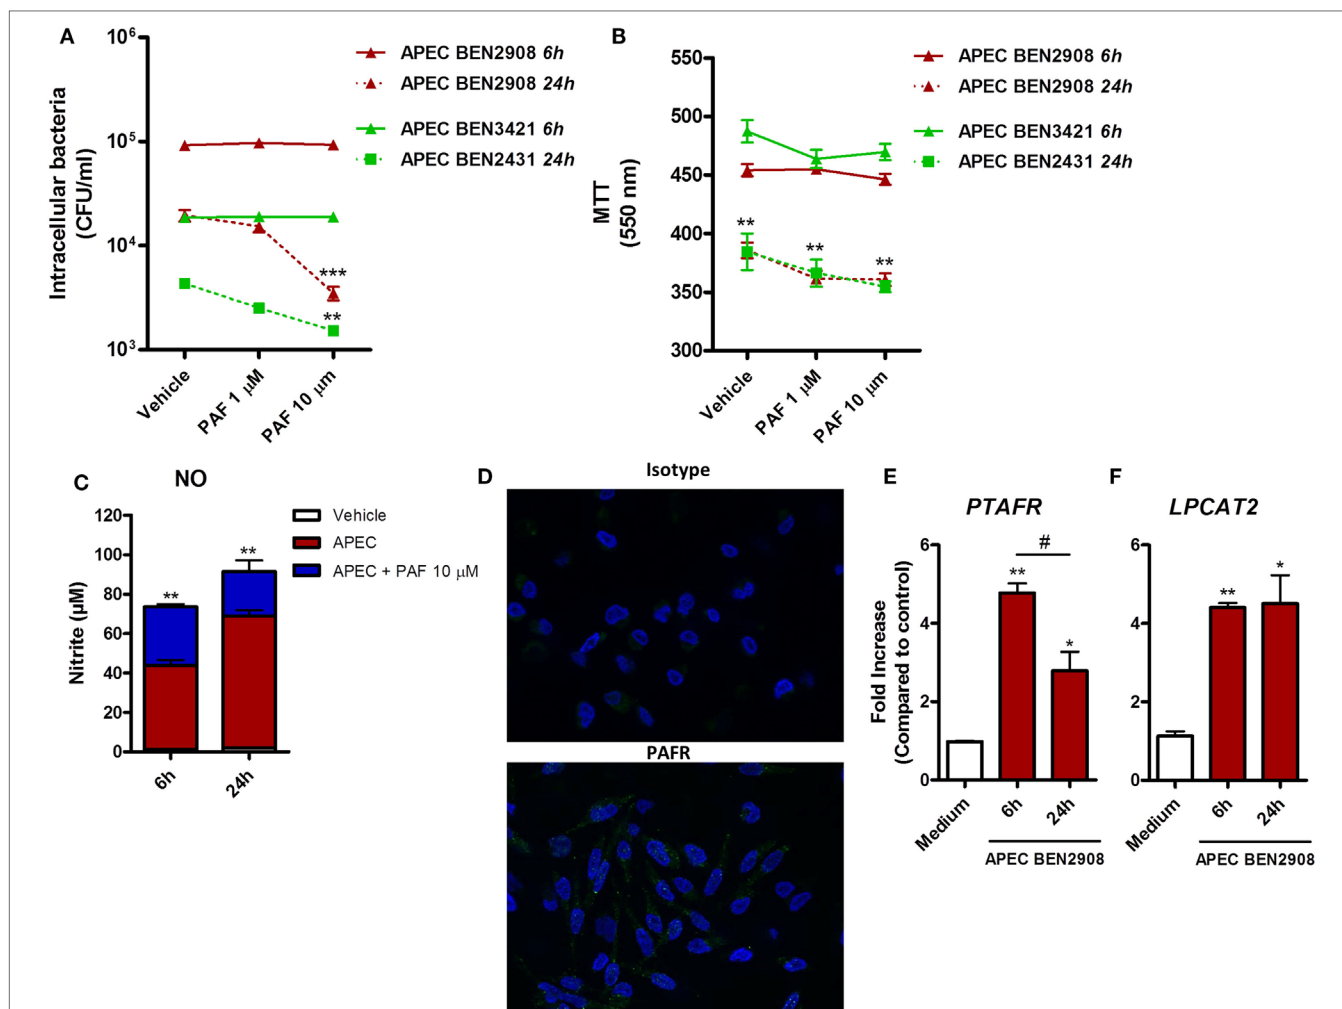 A
10^6
10^5
10^4
10^3
Intracellular bacteria
(CFU/ml)
Vehicle
PAF 1 µM
PAF 10 µm
***
**
APEC BEN2908 6h
APEC BEN2908 24h
APEC BEN3421 6h
APEC BEN2431 24h
B
550
500
450
400
350
300
MTT
(550 nm)
**
**
**
Vehicle
PAF 1 µM
PAF 10 µm
APEC BEN2908 6h
APEC BEN2908 24h
APEC BEN3421 6h
APEC BEN2431 24h
C
NO
120
100
80
60
40
20
0
Nitrite (µM)
**
**
6h
24h
Vehicle
APEC
APEC + PAF 10 µM
D
Isotype
PAFR
E
PTAFR
6
4
2
0
Fold Increase
(Compared to control)
#
**
*
Medium
6h
24h
APEC BEN2908
F
LPCAT2
6
4
2
0
**
*
Medium
6h
24h
APEC BEN2908